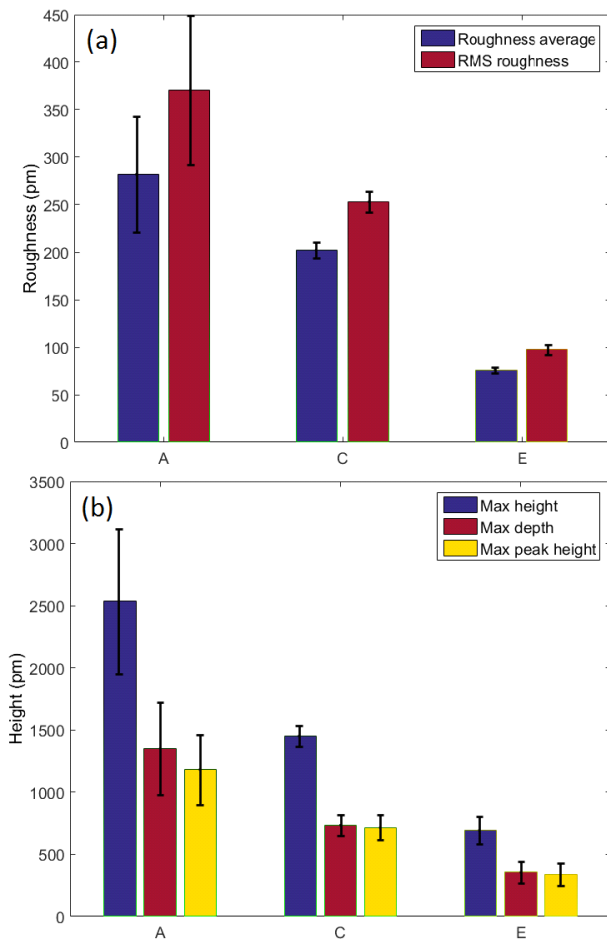 (a)
Roughness average
RMS roughness
450
400
350
300
250
200
150
100
50
0
Roughness (pm)
A C E
(b)
Max height
Max depth
Max peak height
3500
3000
2500
2000
1500
1000
500
0
Height (pm)
A C E